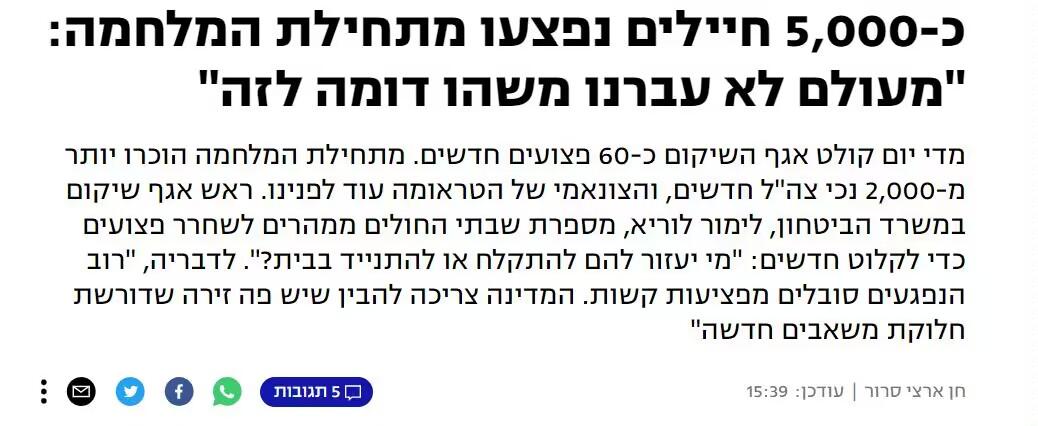 כ-5,000 חיילים נפצעו מתחילת המלחמה:
"מעולם לא עברנו משהו דומה לזה"
מדי יום קולט אגף השיקום כ-60 פצועים חדשים. מתחילת המלחמה הוכרו יותר
מ-2,000 נכי צה"ל חדשים, והצונאמי של הטראומה עוד לפנינו. ראש אגף שיקום
במשרד הביטחון, לימור לוריא, מספרת שבתי החולים ממהרים לשחרר פצועים
כדי לקלוט חדשים: "מי יעזור להם להתקלח או להתנייד בבית?". לדבריה, "רוב
הנפגעים סובלים מפציעות קשות. המדינה צריכה להבין שיש פה זירה שדורשת
חלוקת משאבים חדשה"
חן ארצי סרור | עודכן: 15:39
5 תגובות